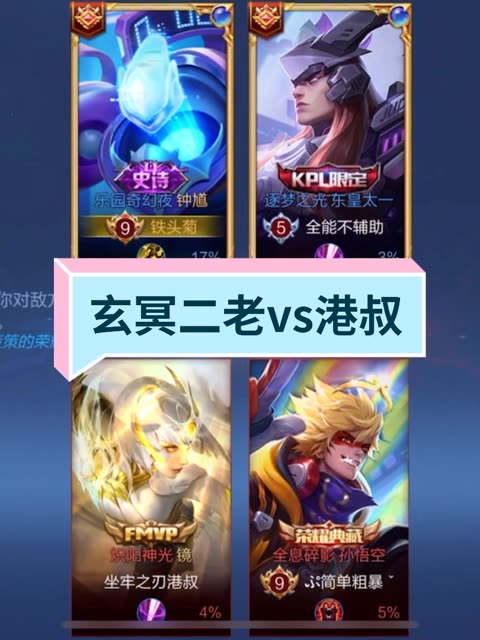 史诗
乐园奇幻夜 钟馗
9 铁头菊
17%
KPL限定
逐梦之光 东皇太一
5 全能不辅助
3%
你对敌方
玄冥二老vs港叔
策的荣耀
FMVP
炽阳神光 镜
坐牢之刃港叔
4%
荣耀典藏
全息碎影 孙悟空
9 ぷ简单粗暴ˇ
5%